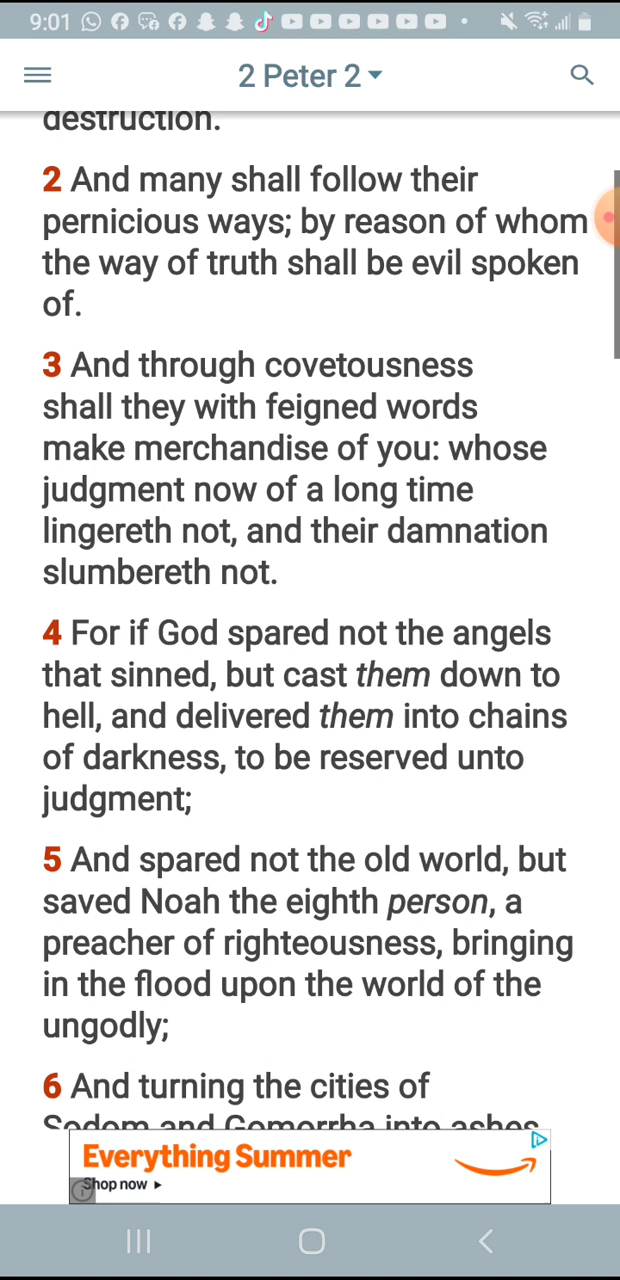 9:01
2 Peter 2
destruction.
2 And many shall follow their
pernicious ways; by reason of whom
the way of truth shall be evil spoken
of.
3 And through covetousness
shall they with feigned words
make merchandise of you: whose
judgment now of a long time
lingereth not, and their damnation
slumbereth not.
4 For if God spared not the angels
that sinned, but cast them down to
hell, and delivered them into chains
of darkness, to be reserved unto
judgment;
5 And spared not the old world, but
saved Noah the eighth person, a
preacher of righteousness, bringing
in the flood upon the world of the
ungodly;
6 And turning the cities of
Sodom and Gomorrha into ashes
Everything Summer
Shop now